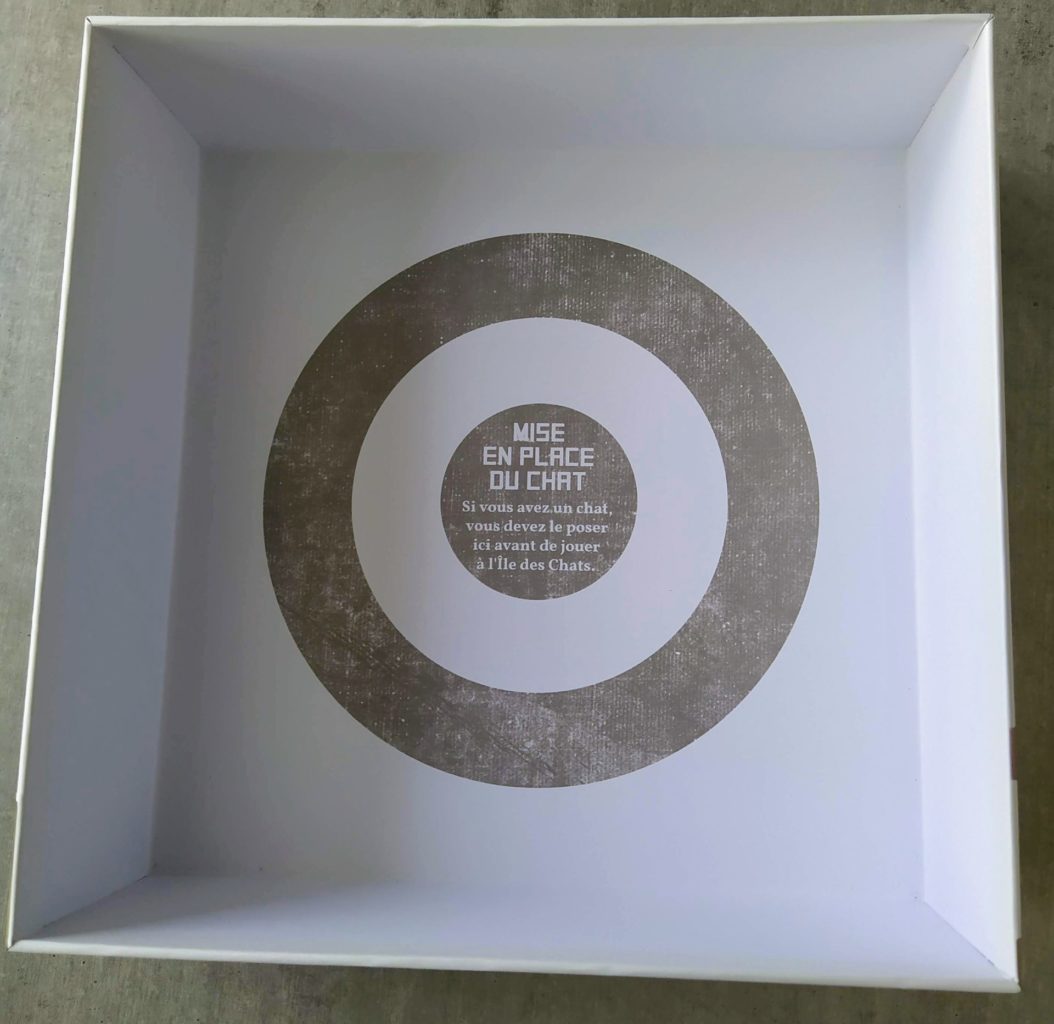 MISE
EN PLACE
DU CHAT
Si vous avez un chat,
vous devez le poser
ici avant de jouer
à l'Île des Chats.